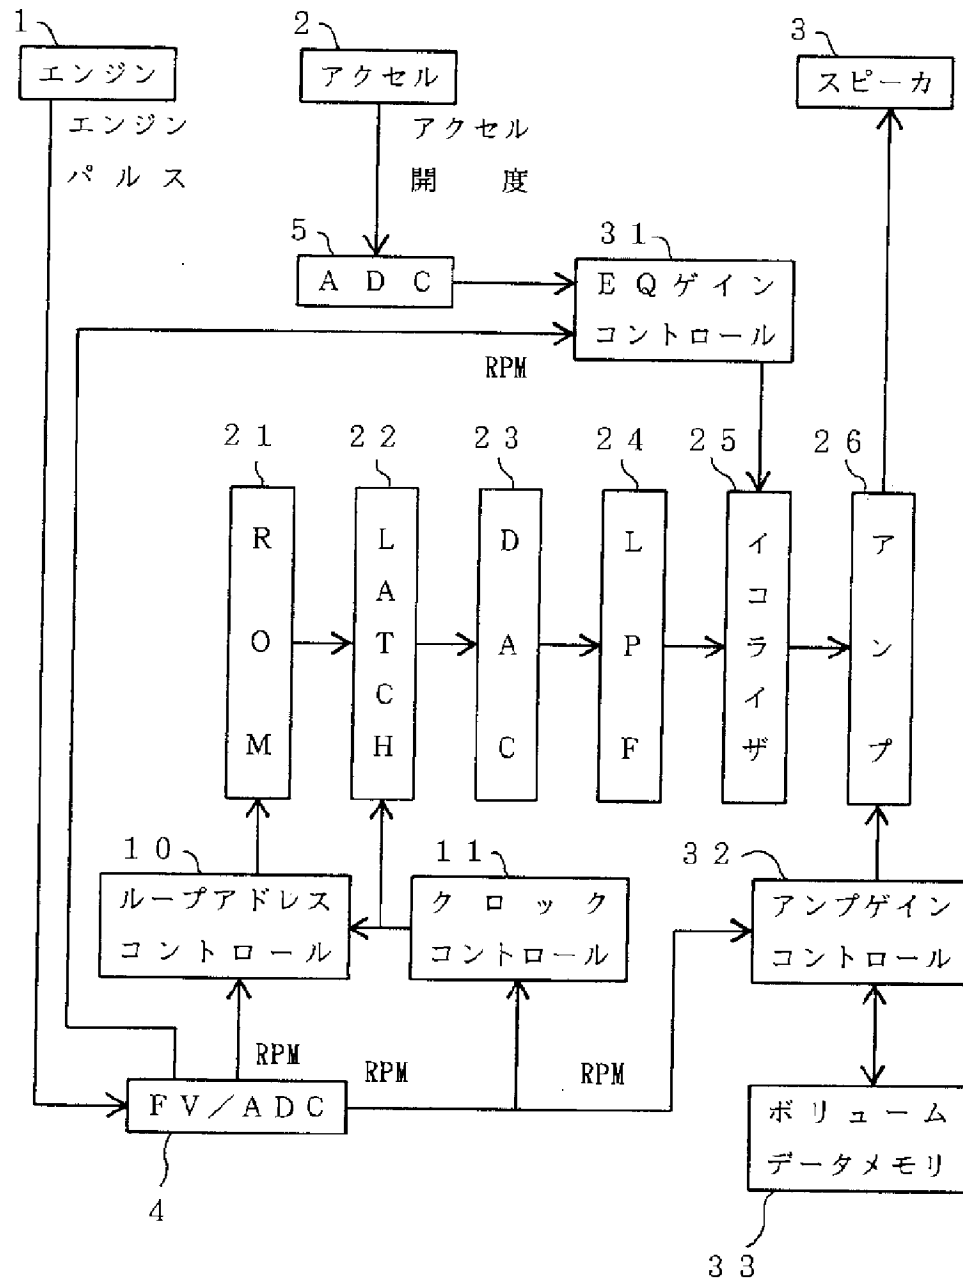 1
エンジン
エンジン
パルス
2
アクセル
アクセル
開度
3
スピーカ
5
ADC
31
EQゲイン
コントロール
RPM
21
ROM
22
LATCH
23
DAC
24
LPF
25
イコライザ
26
アンプ
10
ループアドレス
コントロール
11
クロック
コントロール
32
アンプゲイン
コントロール
RPM
RPM
RPM
FV/ADC
4
ボリューム
データメモリ
33